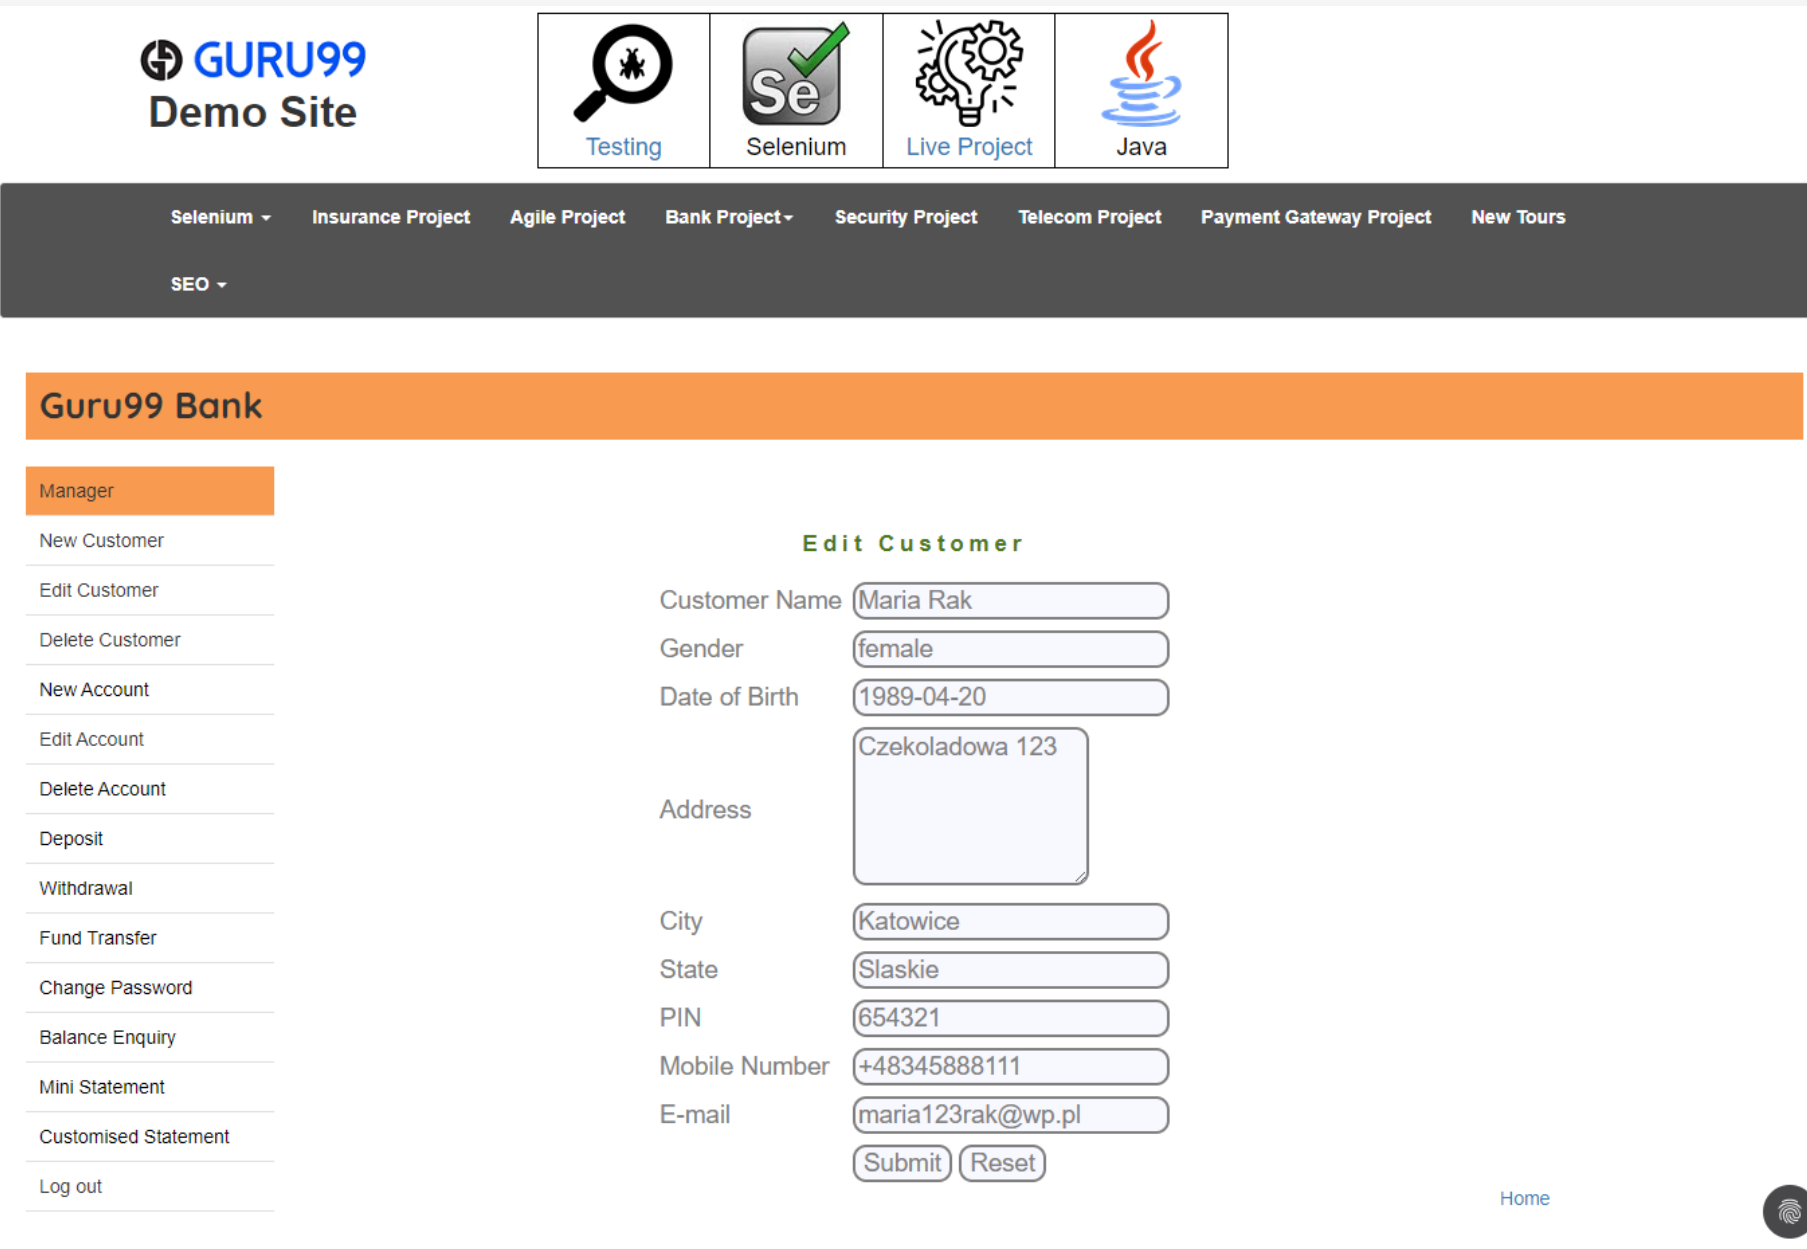 GURU99
Demo Site
Se
Testing
Selenium
Live Project
Java
Selenium
Insurance Project
Agile Project
Bank Project
Security Project
Telecom Project
Payment Gateway Project
New Tours
SEO
Guru99 Bank
Manager
New Customer
Edit Customer
Delete Customer
New Account
Edit Account
Delete Account
Deposit
Withdrawal
Fund Transfer
Change Password
Balance Enquiry
Mini Statement
Customised Statement
Log out
Edit Customer
Customer Name Maria Rak
Gender female
Date of Birth 1989-04-20
Address Czekoladowa 123
City Katowice
State Slaskie
PIN 654321
Mobile Number +48345888111
E-mail maria123rak@wp.pl
Submit Reset
Home